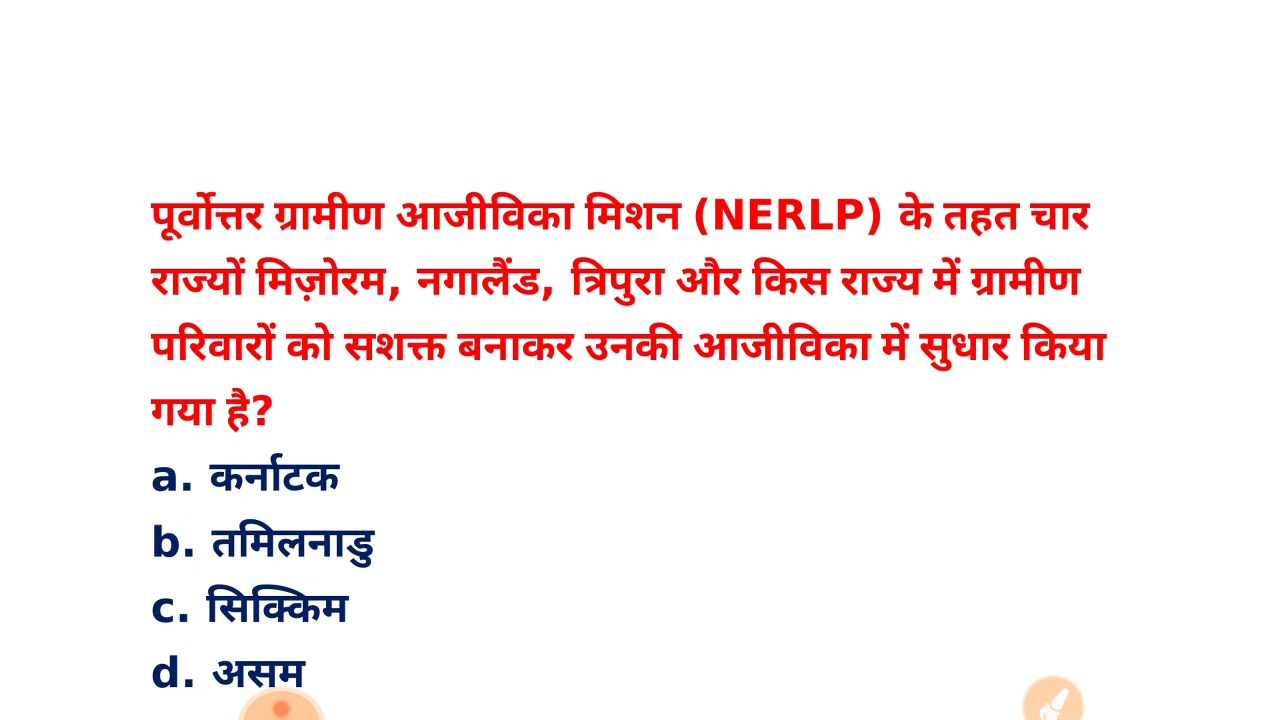 पूर्वोत्तर ग्रामीण आजीविका मिशन (NERLP) के तहत चार
राज्यों मिज़ोरम, नगालैंड, त्रिपुरा और किस राज्य में ग्रामीण
परिवारों को सशक्त बनाकर उनकी आजीविका में सुधार किया
गया है?
a. कर्नाटक
b. तमिलनाडु
c. सिक्किम
d. असम